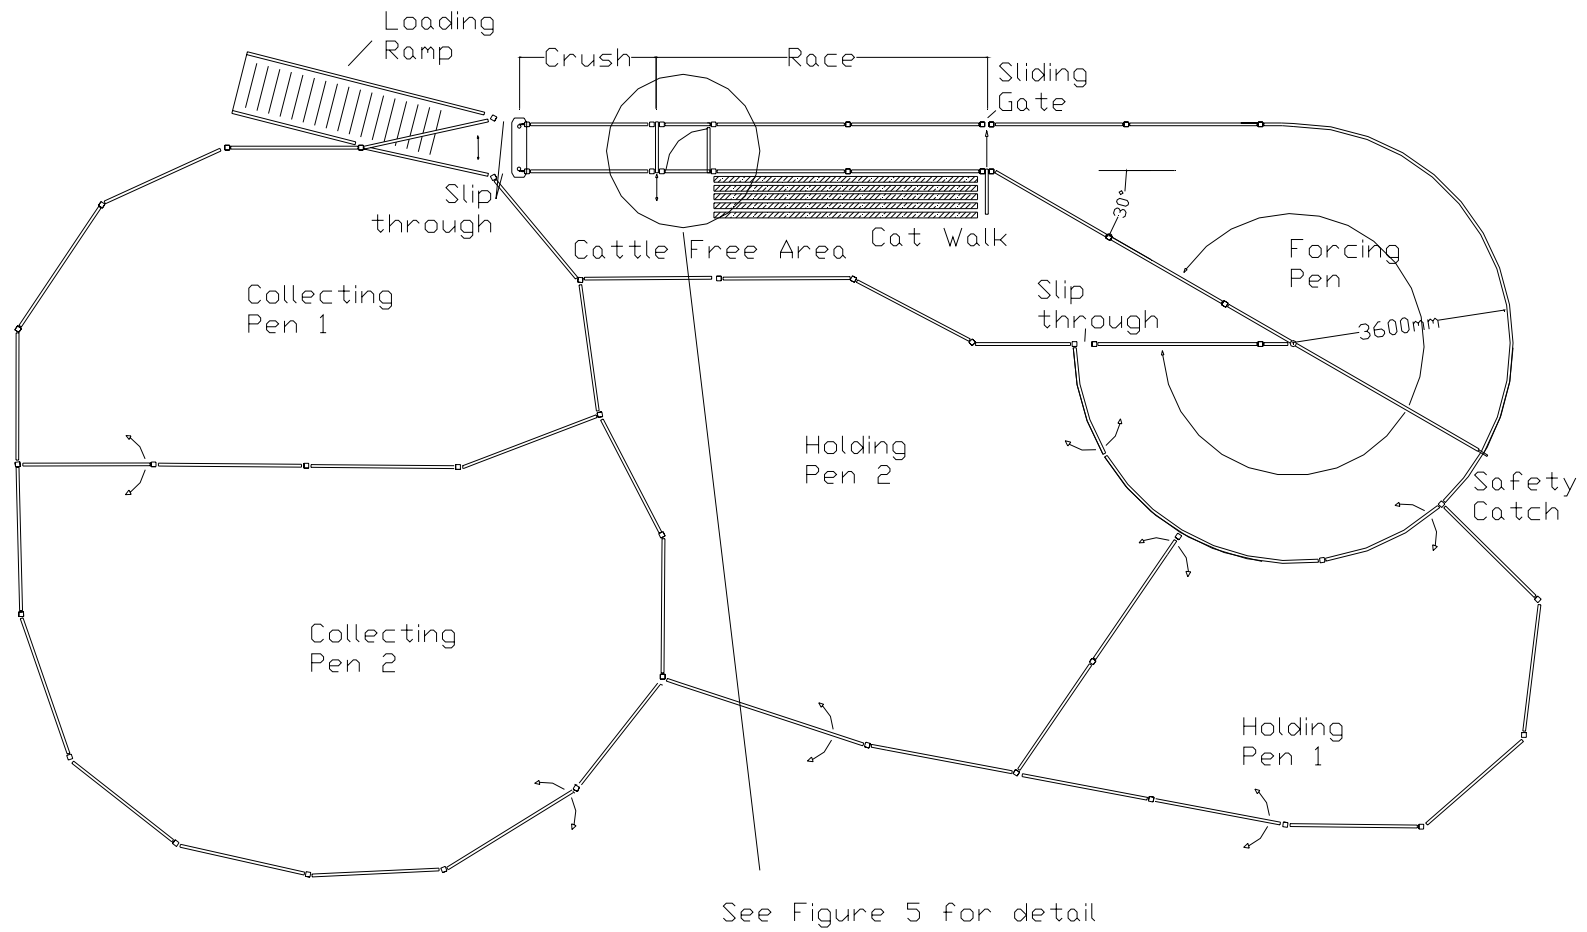 Loading
Ramp
Crush
Race
Sliding
Gate
Slip
through
30°
Cattle Free Area
Cat Walk
Forcing
Pen
Collecting
Pen 1
Slip
through
3600mm
Holding
Pen 2
Safety
Catch
Collecting
Pen 2
Holding
Pen 1
See Figure 5 for detail